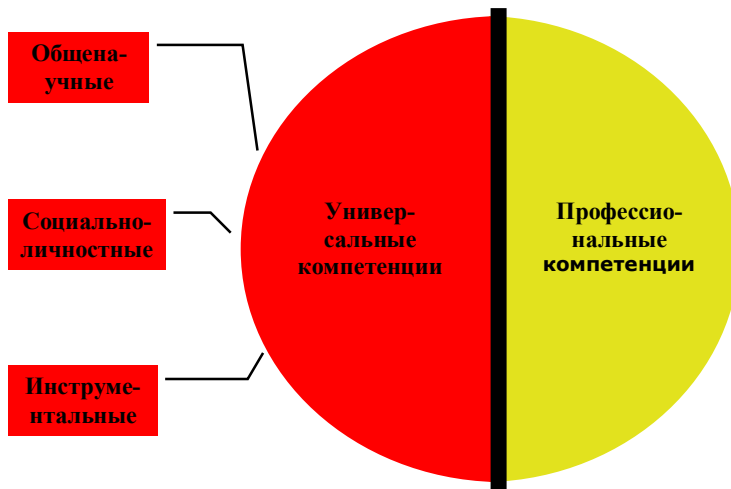 Общена-
учные
Социально-
личностные
Инструме-
нтальные
Универ-
сальные
компетенции
Профессио-
нальные
компетенции